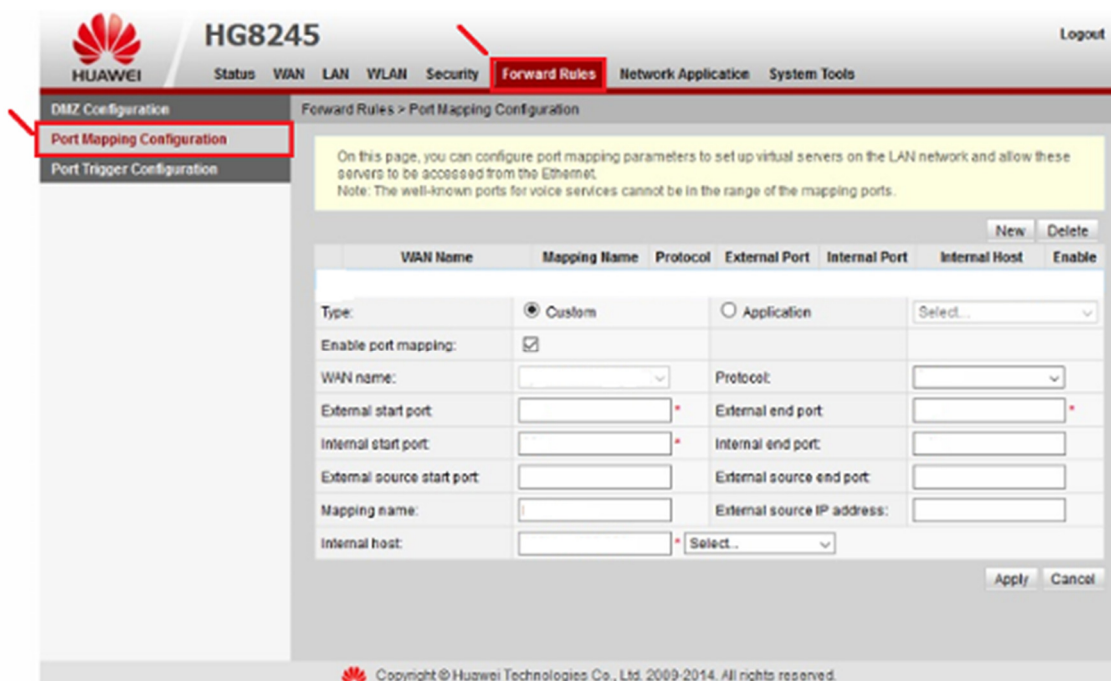 HG8245
Logout
HUAWEI
Status WAN LAN WLAN Security Forward Rules Network Application System Tools
DMZ Configuration
Forward Rules > Port Mapping Configuration
Port Mapping Configuration
Port Trigger Configuration
On this page, you can configure port mapping parameters to set up virtual servers on the LAN network and allow these
servers to be accessed from the Ethernet.
Note: The well-known ports for voice services cannot be in the range of the mapping ports.
New Delete
WAN Name Mapping Name Protocol External Port Internal Port Internal Host Enable
Type: Custom Application Select...
Enable port mapping:
WAN name: Protocol:
External start port: * External end port: *
Internal start port: * Internal end port:
External source start port: External source end port:
Mapping name: External source IP address:
Internal host: * Select...
Apply Cancel
Copyright © Huawei Technologies Co., Ltd. 2009-2014. All rights reserved.